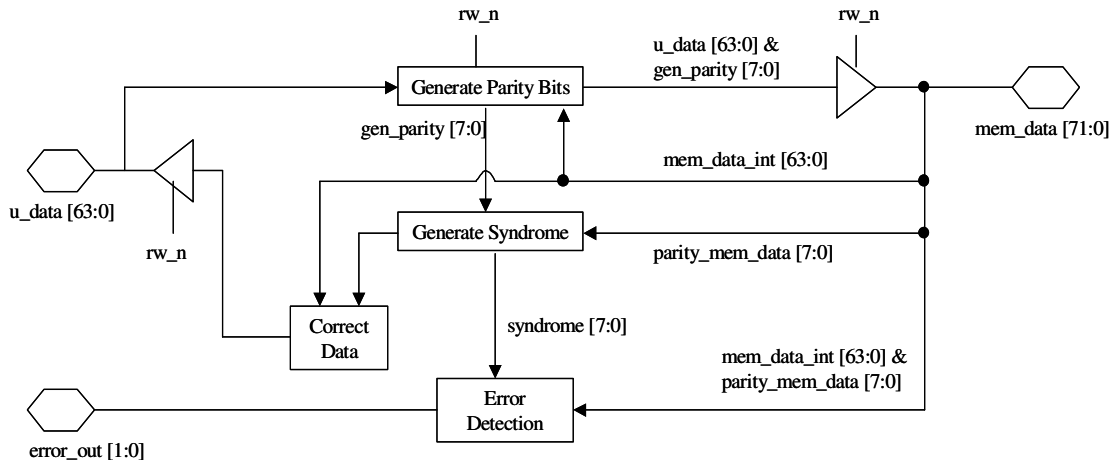 rw_n
rw_n
u_data [63:0] &
gen_parity [7:0]
Generate Parity Bits
gen_parity [7:0]
mem_data [71:0]
mem_data_int [63:0]
u_data [63:0]
rw_n
Generate Syndrome
parity_mem_data [7:0]
Correct
Data
syndrome [7:0]
mem_data_int [63:0] &
parity_mem_data [7:0]
Error
Detection
error_out [1:0]